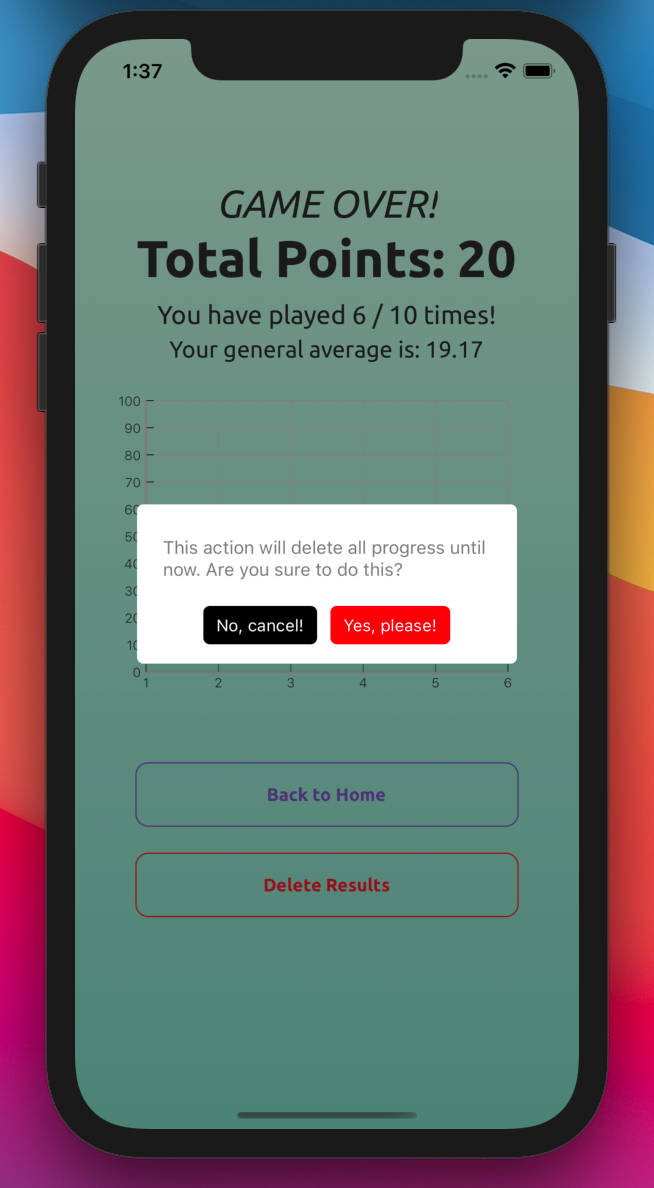 1:37
GAME OVER!
Total Points: 20
You have played 6 / 10 times!
Your general average is: 19.17
100
90
80
70
60
50
40
30
20
10
0
1 2 3 4 5 6
This action will delete all progress until
now. Are you sure to do this?
No, cancel! Yes, please!
Back to Home
Delete Results